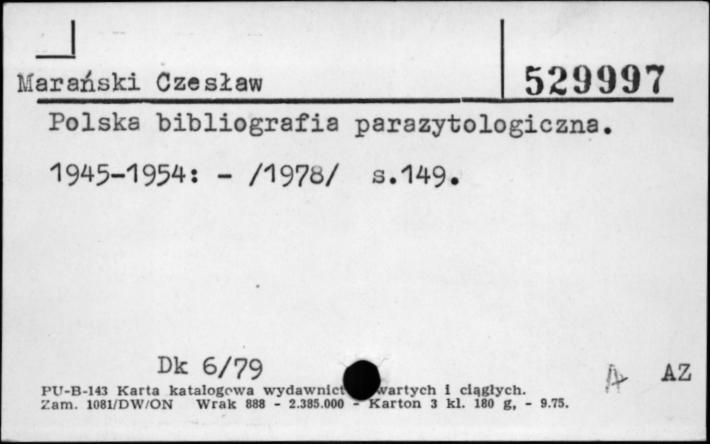 Marański Czesław 529997
Polska bibliografia parazytologiczna.
1945-1954: - /1978/ s.149.
Dk 6/79
A AZ
PU-B-143 Karta katalogowa wydawnict wartych i ciągłych.
Zam. 1081/DW/ON Wrak 888 - 2.385.000 - Karton 3 kl. 180 g, - 9.75.